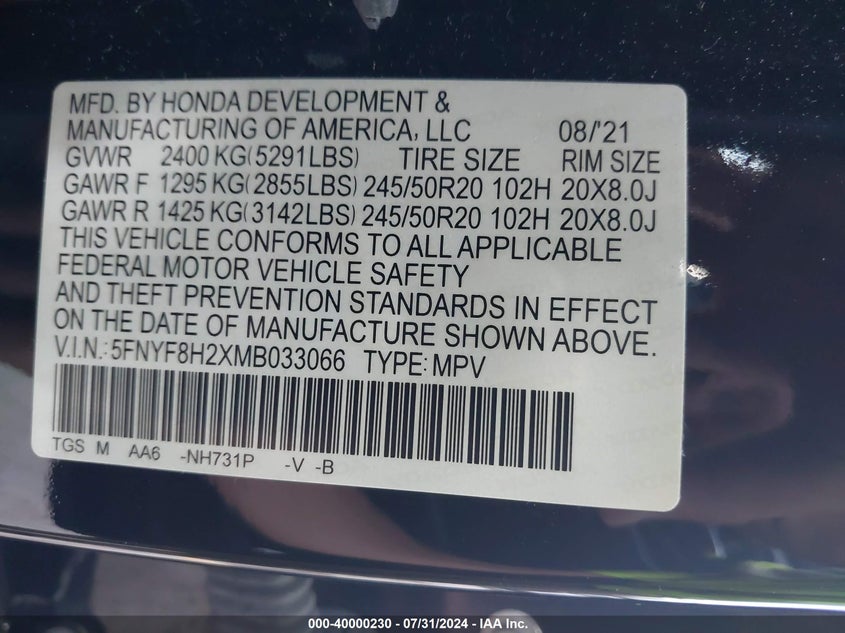 MFD. BY HONDA DEVELOPMENT &
MANUFACTURING OF AMERICA, LLC 08/'21
GVWR 2400 KG(5291LBS) TIRE SIZE RIM SIZE
GAWR F 1295 KG(2855LBS) 245/50R20 102H 20X8.0J
GAWR R 1425 KG(3142LBS) 245/50R20 102H 20X8.0J
THIS VEHICLE CONFORMS TO ALL APPLICABLE
FEDERAL MOTOR VEHICLE SAFETY
AND THEFT PREVENTION STANDARDS IN EFFECT
ON THE DATE OF MANUFACTURE SHOWN ABOVE.
V.I.N.: 5FNYF8H2XMB033066 TYPE: MPV
TGS M AA6 -NH731P -V -B
000-40000230 - 07/31/2024 - IAA Inc.